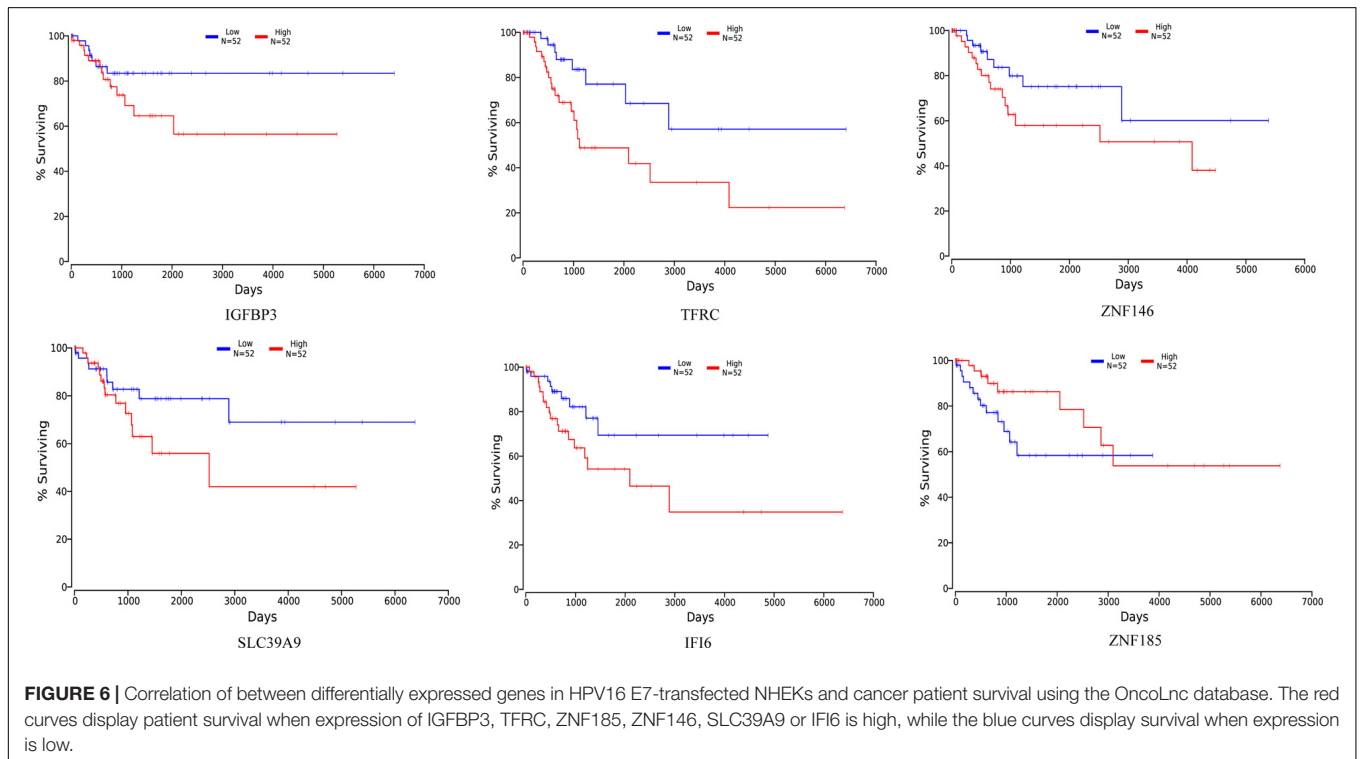 Low
N=52
High
N=52
% Surviving
100
80
60
40
20
0
0 1000 2000 3000 4000 5000 6000 7000
Days
IGFBP3
Low
N=52
High
N=52
% Surviving
100
80
60
40
20
0
0 1000 2000 3000 4000 5000 6000 7000
Days
TFRC
Low
N=52
High
N=52
% Surviving
100
80
60
40
20
0
0 1000 2000 3000 4000 5000 6000
Days
ZNF146
Low
N=52
High
N=52
% Surviving
100
80
60
40
20
0
0 1000 2000 3000 4000 5000 6000 7000
Days
SLC39A9
Low
N=52
High
N=52
% Surviving
100
80
60
40
20
0
0 1000 2000 3000 4000 5000 6000 7000
Days
IFI6
Low
N=52
High
N=52
% Surviving
100
80
60
40
20
0
0 1000 2000 3000 4000 5000 6000 7000
Days
ZNF185
FIGURE 6 | Correlation of between differentially expressed genes in HPV16 E7-transfected NHEKs and cancer patient survival using the OncoLnc database. The red
curves display patient survival when expression of IGFBP3, TFRC, ZNF185, ZNF146, SLC39A9 or IFI6 is high, while the blue curves display survival when expression
is low.